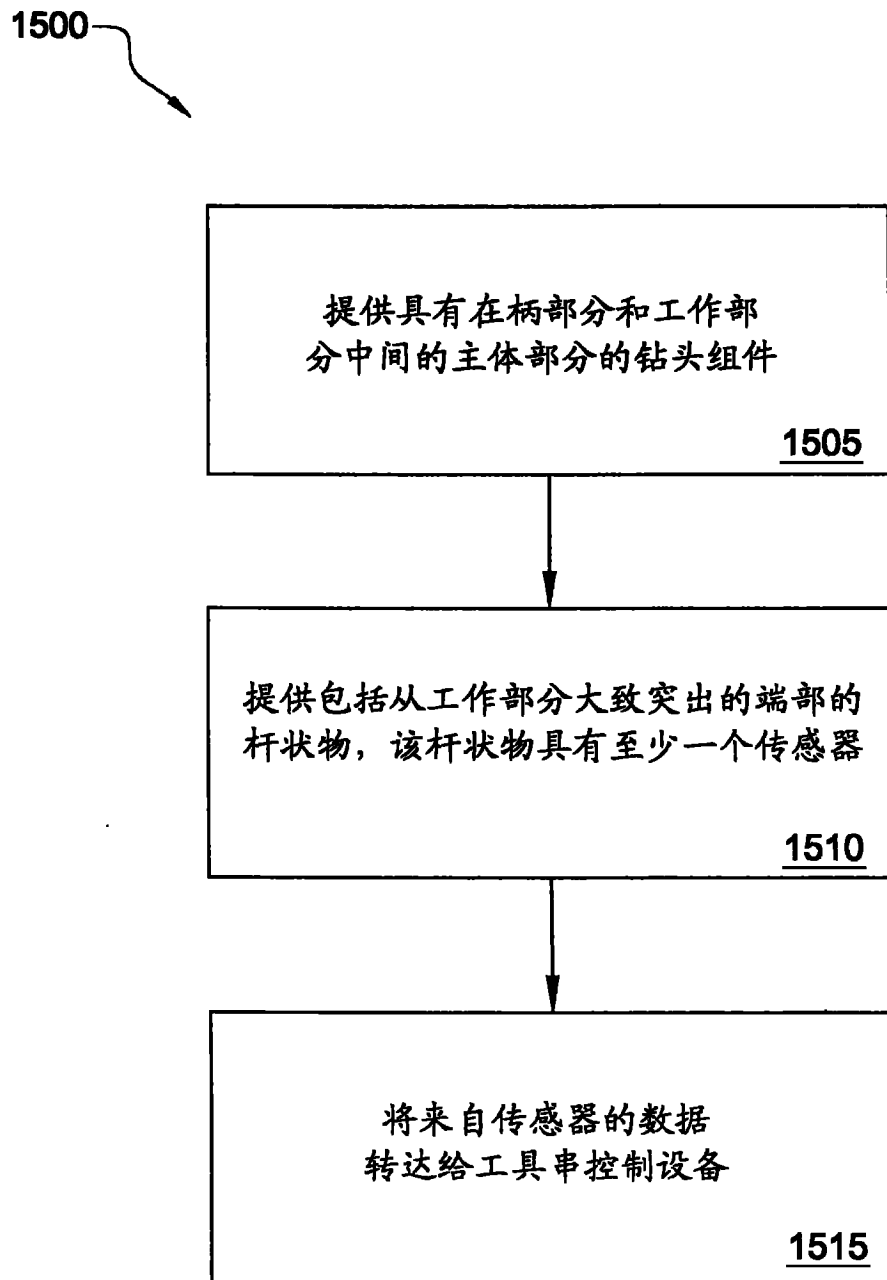 1500
提供具有在柄部分和工作部
分中间的主体部分的钻头组件
1505
提供包括从工作部分大致突出的端部的
杆状物，该杆状物具有至少一个传感器
1510
将来自传感器的数据
转达给工具串控制设备
1515